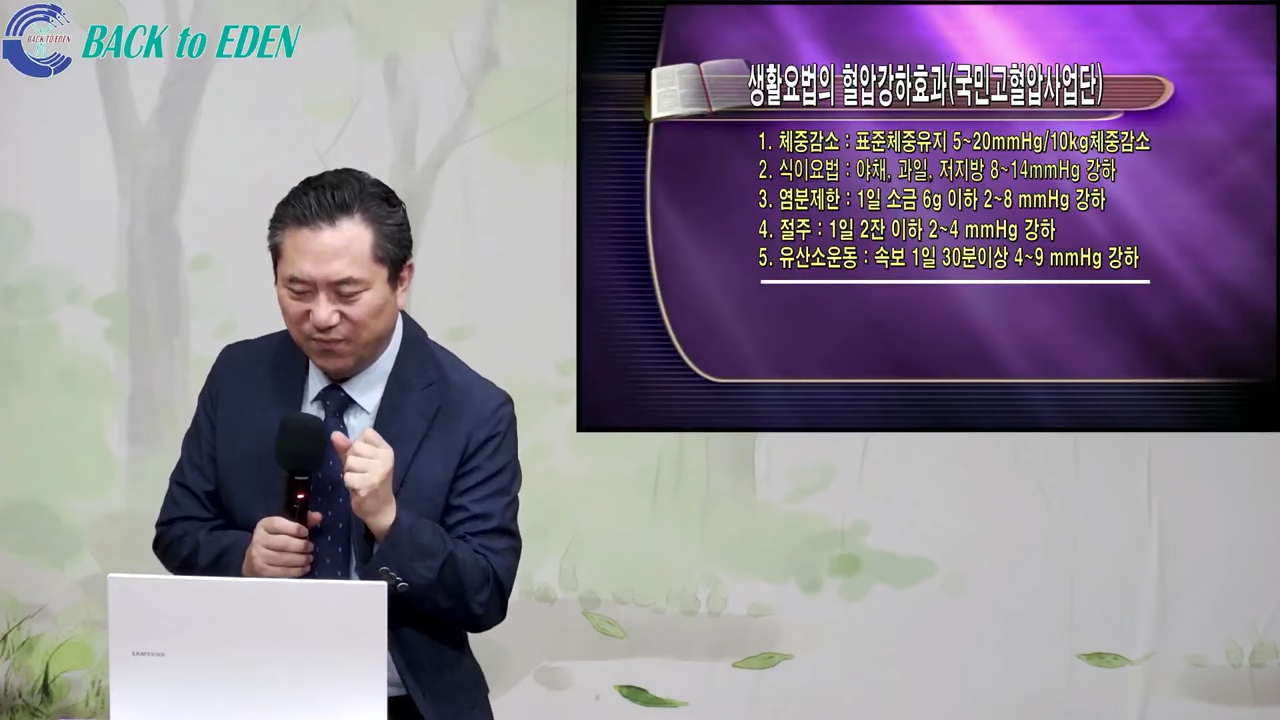 BACK TO EDEN
BACK to EDEN
생활요법의 혈압강하효과(국민고혈압사업단)
1. 체중감소 : 표준체중유지 5~20mmHg/10kg체중감소
2. 식이요법 : 야채, 과일, 저지방 8~14mmHg 강하
3. 염분제한 : 1일 소금 6g 이하 2~8 mmHg 강하
4. 절주 : 1일 2잔 이하 2~4 mmHg 강하
5. 유산소운동 : 속보 1일 30분이상 4~9 mmHg 강하
SAMSUNG